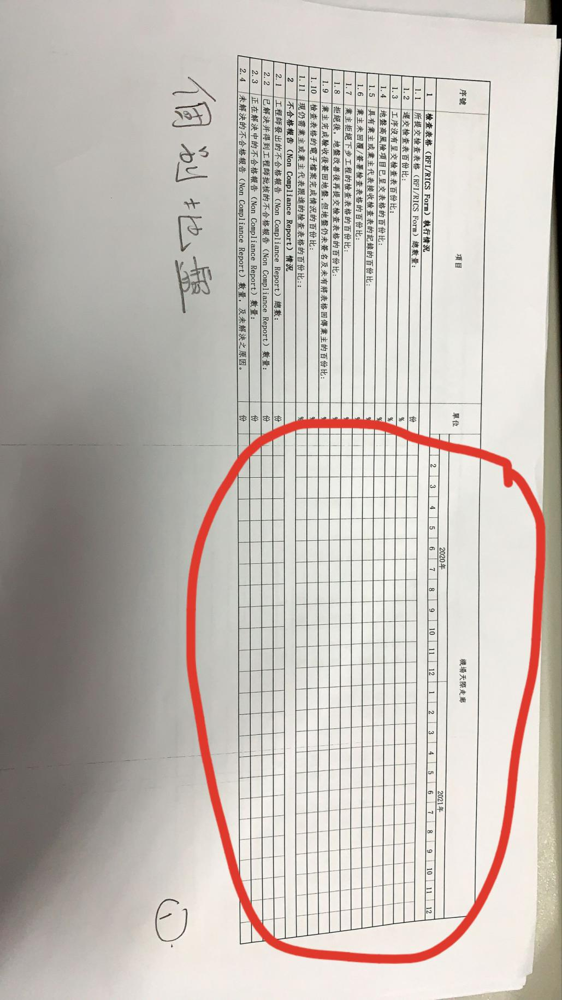 序號 項目 單位 機場天際走廊
2020年 2021年
2 3 4 5 6 7 8 9 10 11 12 1 2 3 4 5 6 7 8 9 10 11 12
1 檢查表格 (RFI/RICS Form) 執行情況
1.1 所提交檢查表格 (RFI/RICS Form) 總數量: 份
1.2 遲交檢查表百份比: %
1.3 工序沒有呈交檢查表百份比: %
1.4 地盤高風險項目已呈交表格的百份比: %
1.5 具有業主或業主代表接收檢查表的記錄的百份比: %
1.6 業主未回覆/簽署檢查表格的百份比: %
1.7 業主拒絕下步工程的檢查表格的百份比: %
1.8 拒絕後, 地盤改善後再提交檢查表格的百份比: %
1.9 業主完成驗收後簽回地盤,但地盤仍未簽名及未有將表格回傳業主的百份比: %
1.10 檢查表格的電子檔案完成情況的百份比: %
1.11 現仍需業主或業主代表跟進的檢查表格的百份比:: %
2 不合格報告 (Non Compliance Report) 情況
2.1 工程師發出的不合格報告 (Non Compliance Report) 總數: 份
2.2 已解決并得到工程師批核的不合格報告 (Non Compliance Report) 數量: 份
2.3 正在解決中的不合格報告 (Non Compliance Report) 數量: 份
2.4 未解決的不合格報告 (Non Compliance Report) 數量, 及未解決之原因。 份
個別地盤
①